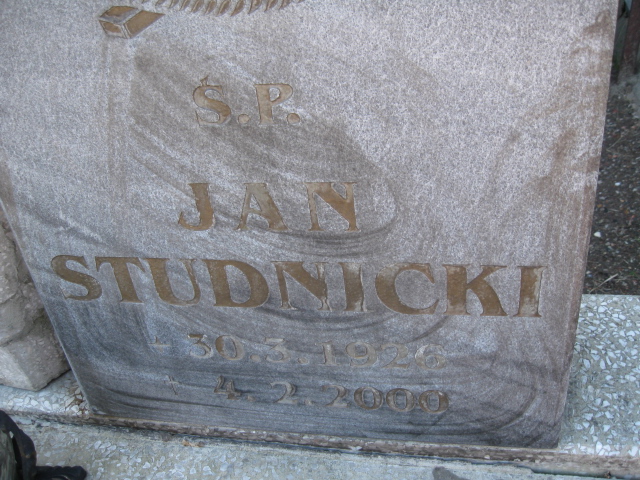 Ś.P.
JAN
STUDNICKI
* 30.3.1926
+ 4.2.2000